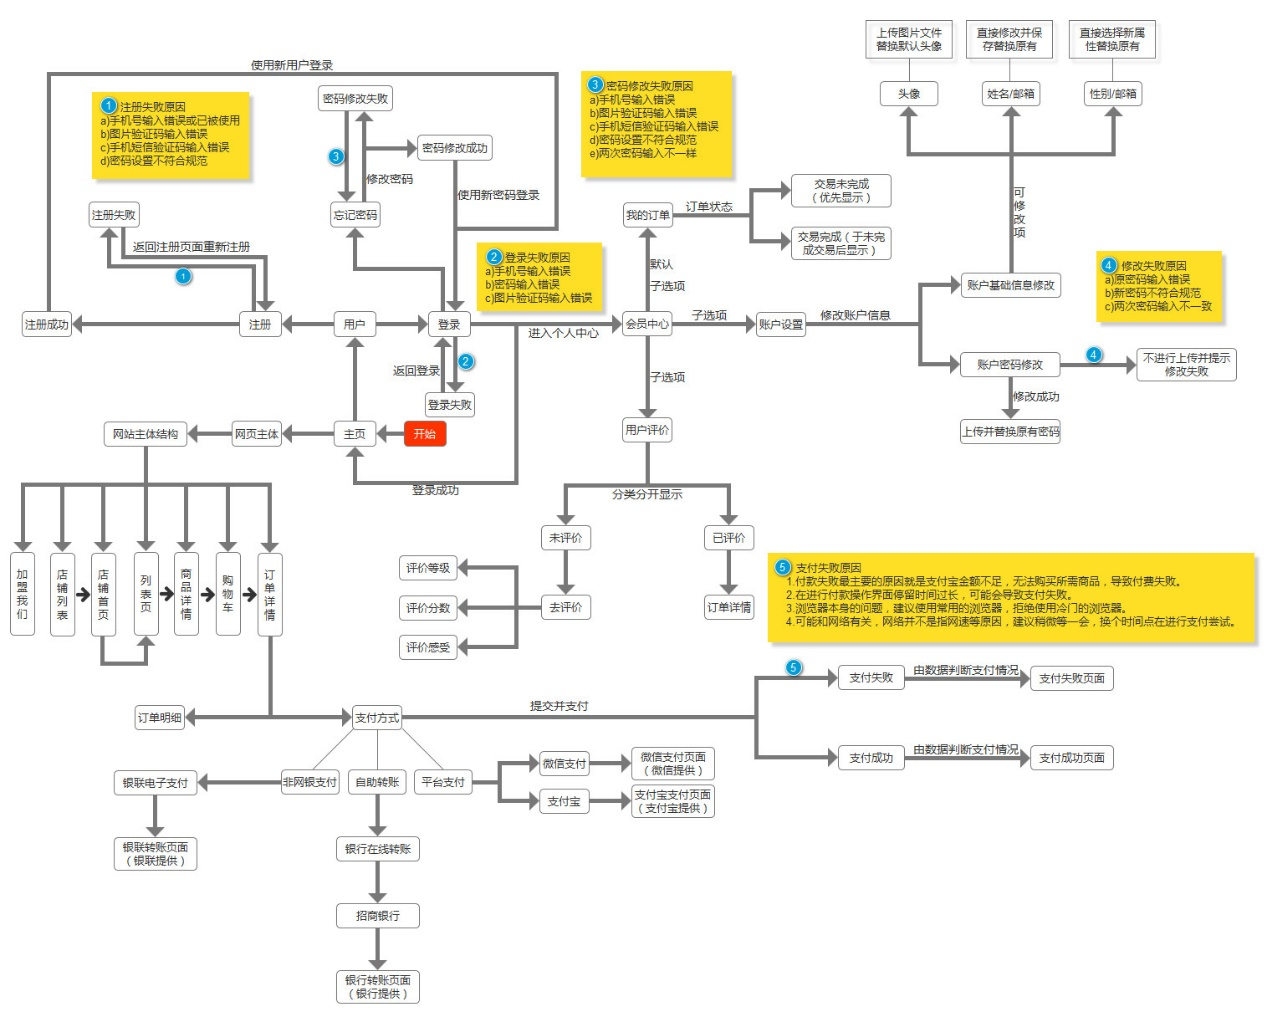 上传图片文件
替换默认头像
直接修改并保
存替换原有
直接选择新属
性替换原有
头像
姓名/邮箱
性别/邮箱
可
修
改
项
使用新用户登录
1 注册失败原因
a)手机号输入错误或已被使用
b)图片验证码输入错误
c)手机短信验证码输入错误
d)密码设置不符合规范
密码修改失败
3
修改密码
密码修改成功
使用新密码登录
忘记密码
3 密码修改失败原因
a)手机号输入错误
b)图片验证码输入错误
c)手机短信验证码输入错误
d)密码设置不符合规范
e)两次密码输入不一样
注册失败
返回注册页面重新注册
1
2 登录失败原因
a)手机号输入错误
b)密码输入错误
c)图片验证码输入错误
我的订单
订单状态
交易未完成
（优先显示）
交易完成（于未完
成交易后显示）
默认
子选项
账户基础信息修改
4 修改失败原因
a)原密码输入错误
b)新密码不符合规范
c)两次密码输入不一致
注册成功
注册
用户
登录
进入个人中心
会员中心
子选项
账户设置
修改账户信息
返回登录
2
登录失败
子选项
账户密码修改
4
不进行上传并提示
修改失败
修改成功
上传并替换原有密码
网站主体结构
网页主体
主页
开始
用户评价
登录成功
分类分开显示
未评价
已评价
加
盟
我
们
店
铺
列
表
店
铺
首
页
列
表
页
商
品
详
情
购
物
车
订
单
详
情
评价等级
评价分数
评价感受
去评价
订单详情
5 支付失败原因
1.付款失败最主要的原因就是支付宝金额不足，无法购买所需商品，导致付费失败。
2.在进行付款操作界面停留时间过长，可能会导致支付失败。
3.浏览器本身的问题，建议使用常用的浏览器，拒绝使用冷门的浏览器。
4.可能和网络有关，网络并不是指网速等原因，建议稍微等一会，换个时间点在进行支付尝试。
订单明细
支付方式
提交并支付
5
支付失败
由数据判断支付情况
支付失败页面
支付成功
由数据判断支付情况
支付成功页面
银联电子支付
非网银支付
自助转账
平台支付
微信支付
微信支付页面
（微信提供）
支付宝
支付宝支付页面
（支付宝提供）
银联转账页面
（银联提供）
银行在线转账
招商银行
银行转账页面
（银行提供）